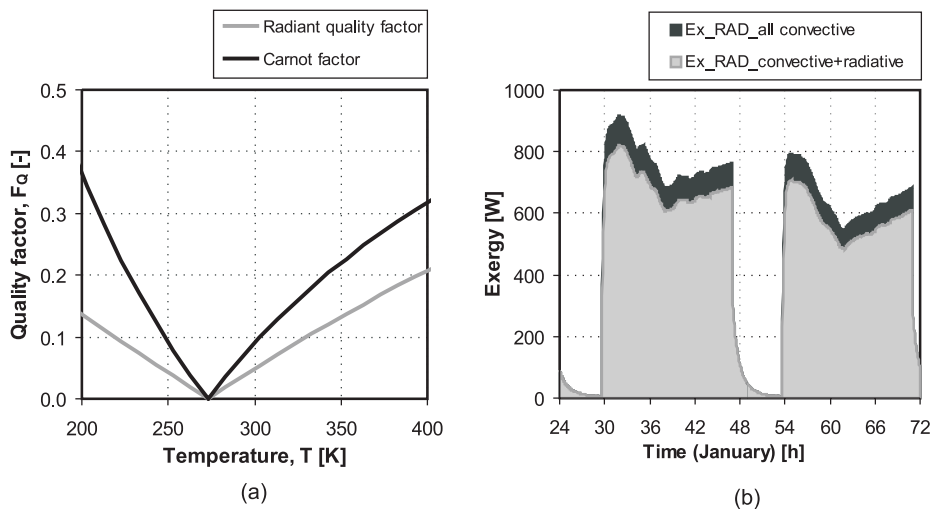 Radiant quality factor
Carnot factor
Quality factor, FQ [-]
0.5
0.4
0.3
0.2
0.1
0.0
200 250 300 350 400
Temperature, T [K]
(a)
Ex_RAD_all convective
Ex_RAD_convective+radiative
Exergy [W]
1000
800
600
400
200
0
24 30 36 42 48 54 60 66 72
Time (January) [h]
(b)